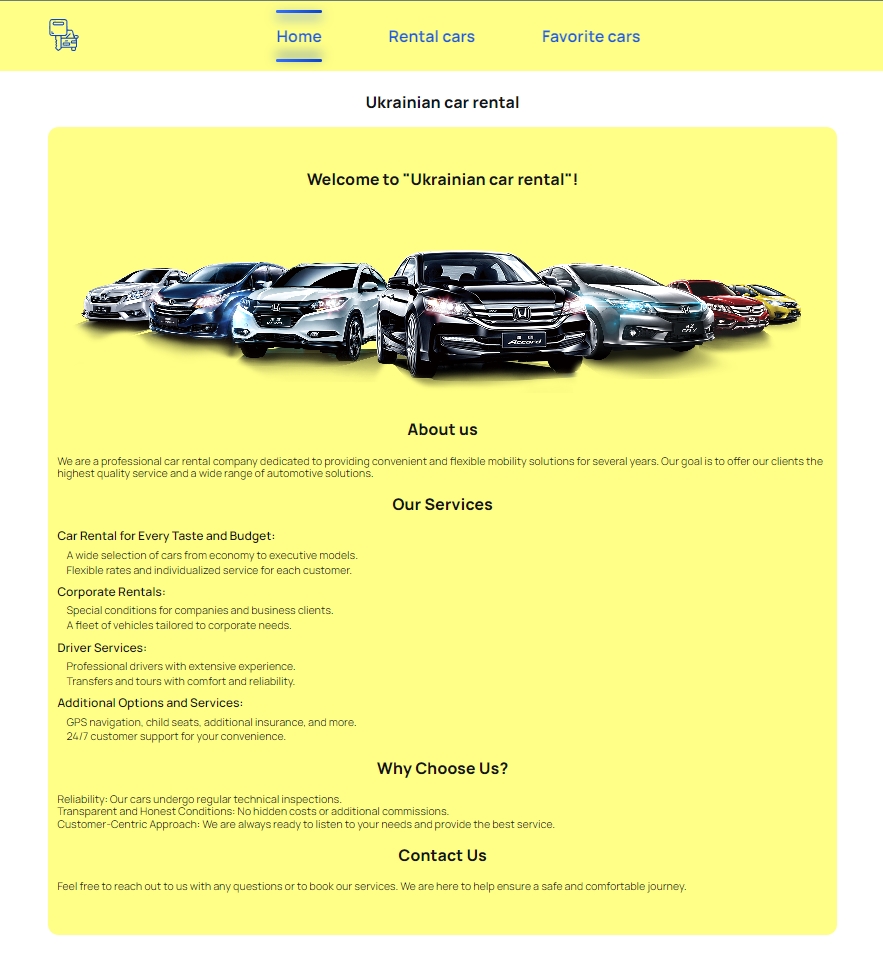 Home
Rental cars
Favorite cars
Ukrainian car rental
Welcome to "Ukrainian car rental"!
Accord
About us
We are a professional car rental company dedicated to providing convenient and flexible mobility solutions for several years. Our goal is to offer our clients the
highest quality service and a wide range of automotive solutions.
Our Services
Car Rental for Every Taste and Budget:
A wide selection of cars from economy to executive models.
Flexible rates and individualized service for each customer.
Corporate Rentals:
Special conditions for companies and business clients.
A fleet of vehicles tailored to corporate needs.
Driver Services:
Professional drivers with extensive experience.
Transfers and tours with comfort and reliability.
Additional Options and Services:
GPS navigation, child seats, additional insurance, and more.
24/7 customer support for your convenience.
Why Choose Us?
Reliability: Our cars undergo regular technical inspections.
Transparent and Honest Conditions: No hidden costs or additional commissions.
Customer-Centric Approach: We are always ready to listen to your needs and provide the best service.
Contact Us
Feel free to reach out to us with any questions or to book our services. We are here to help ensure a safe and comfortable journey.